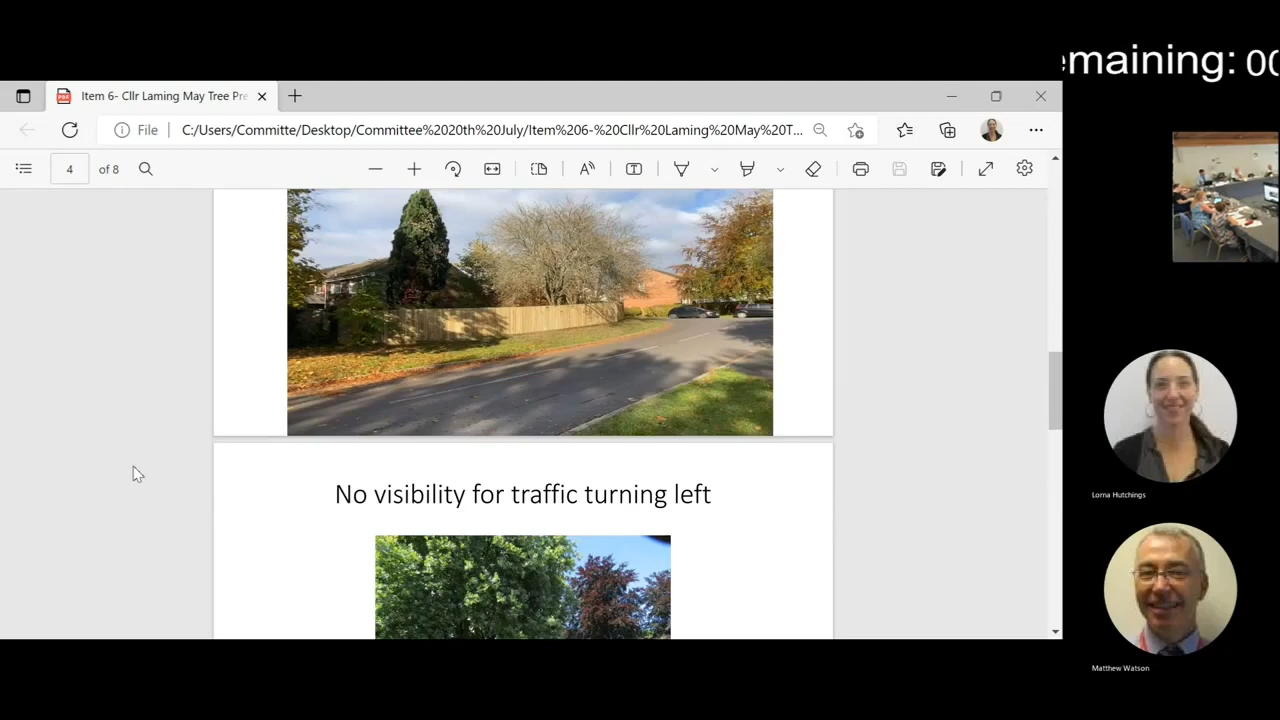 emaining: 00
Item 6- Cllr Laming May Tree Pre
File
C:/Users/Committe/Desktop/Committee%2020th%20July/Item%206-%20Cllr%20Laming%20May%20T...
4 of 8
No visibility for traffic turning left
Lorna Hutchings
Matthew Watson